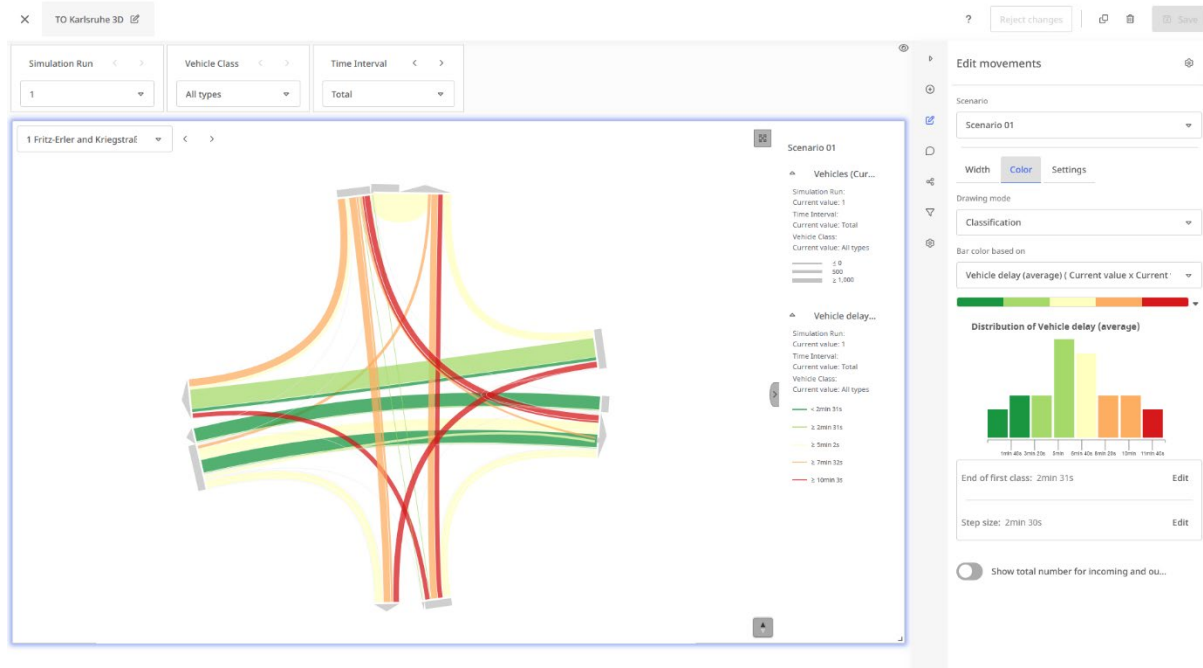 TO Karlsruhe 3D
?
Reject changes
Save
Simulation Run
1
Vehicle Class
All types
Time Interval
Total
1 Fritz-Erler and Kriegstraß
Scenario 01
Vehicles (Cur...
Simulation Run:
Current value: 1
Time Interval:
Current value: Total
Vehicle Class:
Current value: All types
≤ 0
500
≥ 1,000
Vehicle delay...
Simulation Run:
Current value: 1
Time Interval:
Current value: Total
Vehicle Class:
Current value: All types
< 2min 31s
≥ 2min 31s
≥ 5min 2s
≥ 7min 32s
≥ 10min 3s
Edit movements
Scenario
Scenario 01
Width Color Settings
Drawing mode
Classification
Bar color based on
Vehicle delay (average) ( Current value x Current
Distribution of Vehicle delay (average)
1min 40s 3min 20s 5min 6min 40s 8min 20s 10min 11min 40s
End of first class: 2min 31s Edit
Step size: 2min 30s Edit
Show total number for incoming and ou...